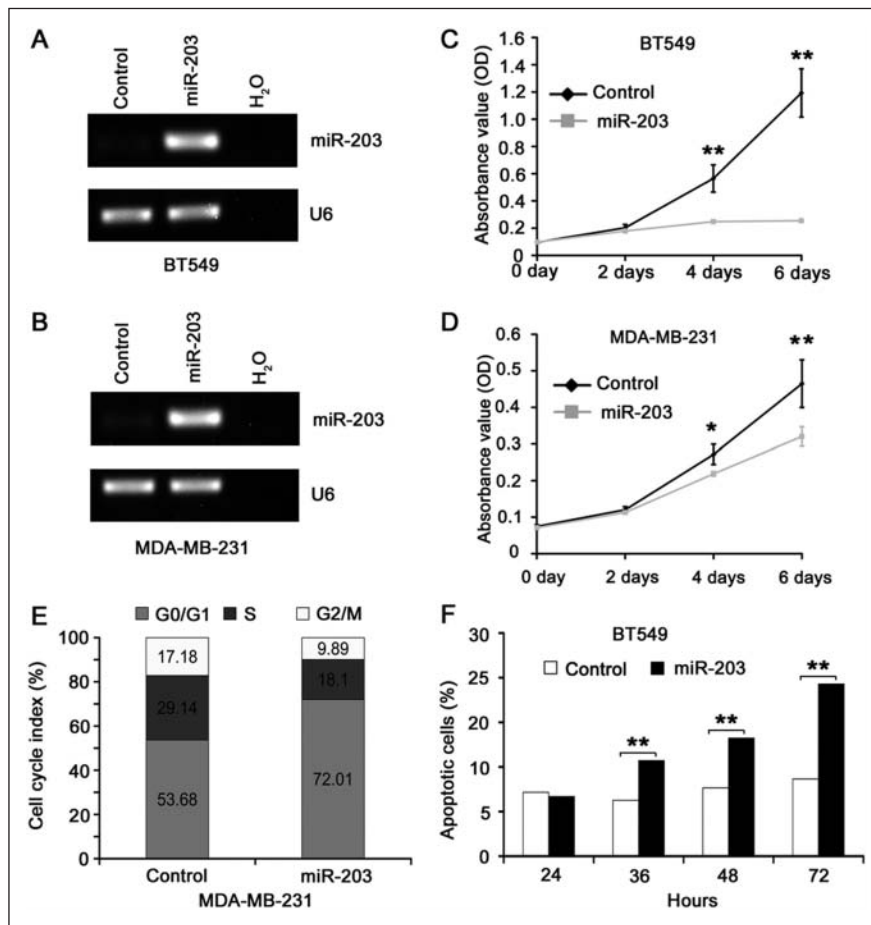 A
Control
miR-203
H₂O
miR-203
U6
BT549
B
Control
miR-203
H₂O
miR-203
U6
MDA-MB-231
C
BT549
Absorbance value (OD)
1.6
1.4
1.2
0.8
0.6
0.4
0.2
0
Control
miR-203
**
**
0 day
2 days
4 days
6 days
D
MDA-MB-231
Absorbance value (OD)
0.6
0.5
0.4
0.3
0.2
0.1
0
Control
miR-203
*
**
0 day
2 days
4 days
6 days
E
G0/G1 S G2/M
Cell cycle index (%)
100
80
60
40
20
0
17.18
29.14
53.68
9.89
18.1
72.01
Control
miR-203
MDA-MB-231
F
BT549
Control miR-203
Apoptotic cells (%)
30
25
20
10
5
0
**
**
**
24
36
48
72
Hours